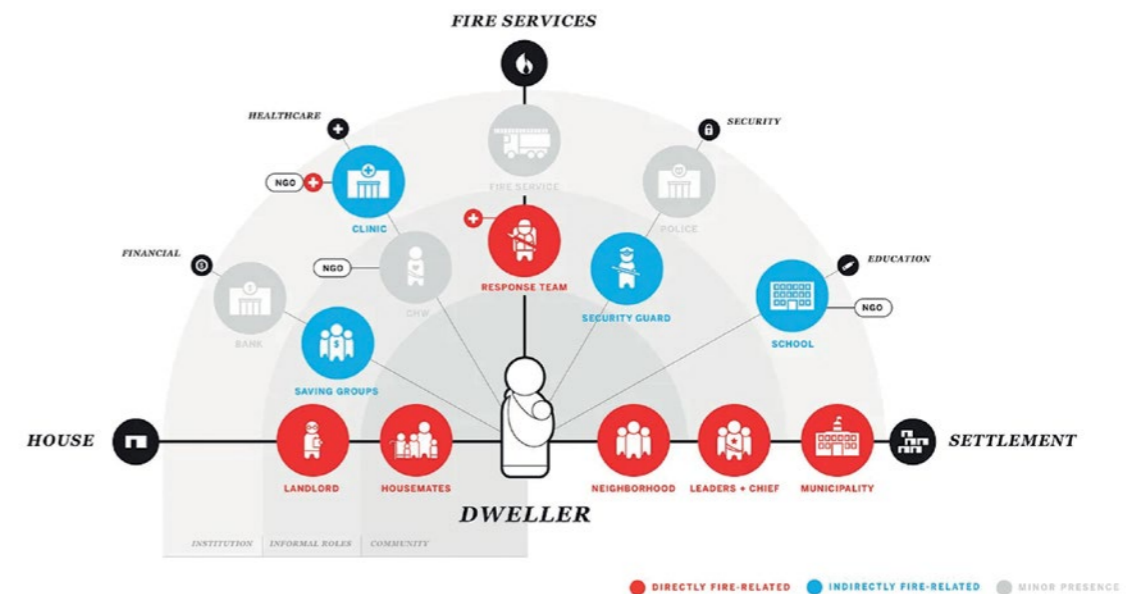 FIRE SERVICES
HEALTHCARE
SECURITY
NGO
FIRE SERVICE
CLINIC
POLICE
FINANCIAL
NGO
EDUCATION
RESPONSE TEAM
CHW
SECURITY GUARD
NGO
BANK
SCHOOL
SAVING GROUPS
HOUSE
SETTLEMENT
LANDLORD
HOUSEMATES
NEIGHBORHOOD
LEADERS + CHIEF
MUNICIPALITY
DWELLER
INSTITUTION
INFORMAL ROLES
COMMUNITY
DIRECTLY FIRE-RELATED
INDIRECTLY FIRE-RELATED
MINOR PRESENCE